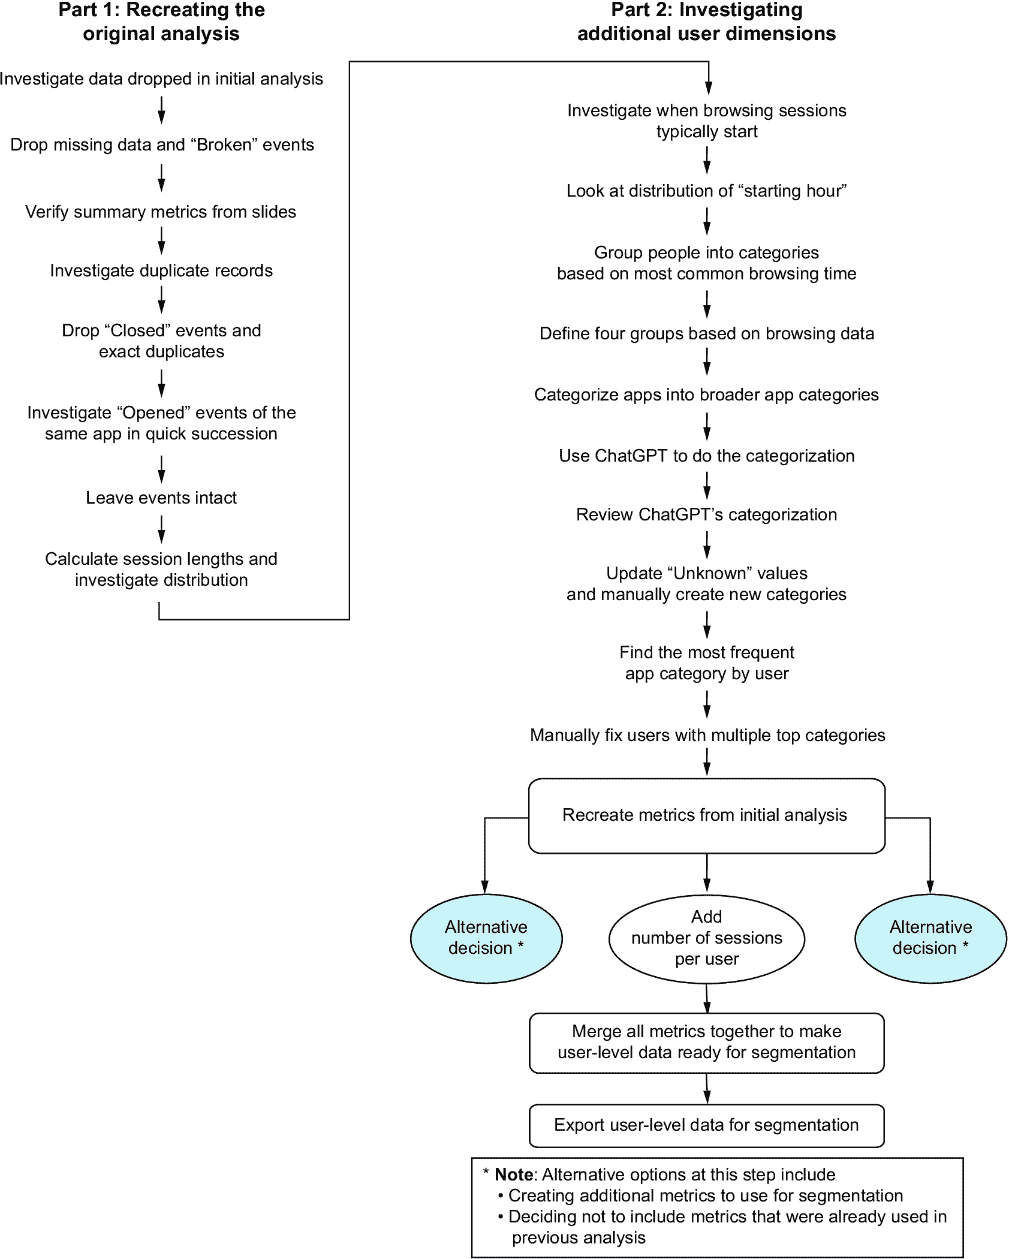 Part 1: Recreating the
original analysis
Investigate data dropped in initial analysis
Drop missing data and “Broken” events
Verify summary metrics from slides
Investigate duplicate records
Drop “Closed” events and
exact duplicates
Investigate “Opened” events of the
same app in quick succession
Leave events intact
Calculate session lengths and
investigate distribution
Part 2: Investigating
additional user dimensions
Investigate when browsing sessions
typically start
Look at distribution of “starting hour”
Group people into categories
based on most common browsing time
Define four groups based on browsing data
Categorize apps into broader app categories
Use ChatGPT to do the categorization
Review ChatGPT’s categorization
Update “Unknown” values
and manually create new categories
Find the most frequent
app category by user
Manually fix users with multiple top categories
Recreate metrics from initial analysis
Alternative
decision *
Add
number of sessions
per user
Alternative
decision *
Merge all metrics together to make
user-level data ready for segmentation
Export user-level data for segmentation
* Note: Alternative options at this step include
• Creating additional metrics to use for segmentation
• Deciding not to include metrics that were already used in
previous analysis